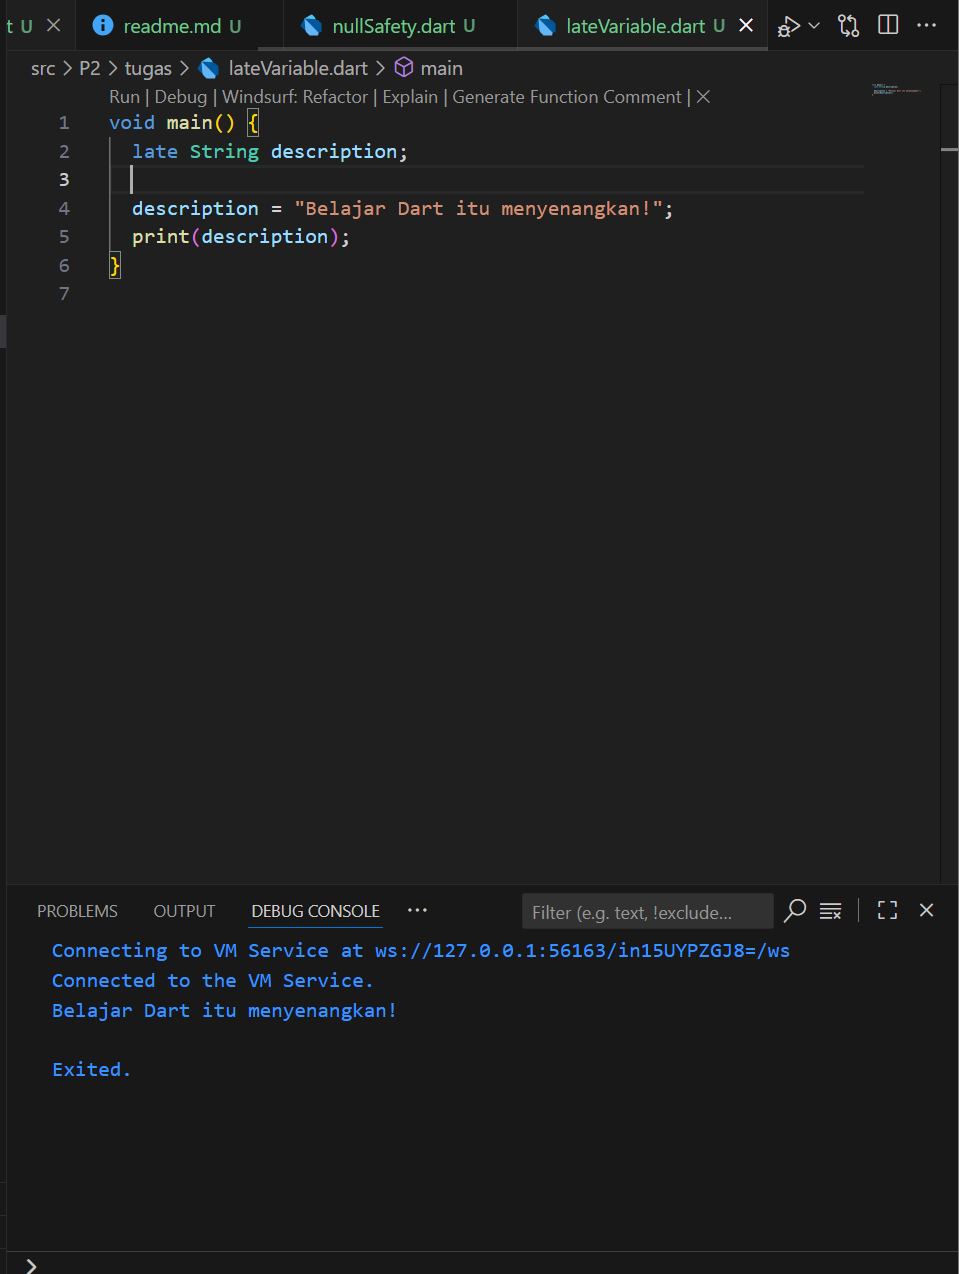 t U readme.md U nullSafety.dart U lateVariable.dart U
src > P2 > tugas > lateVariable.dart > main
Run | Debug | Windsurf: Refactor | Explain | Generate Function Comment | ×
1 void main() {
2 late String description;
3
4 description = "Belajar Dart itu menyenangkan!";
5 print(description);
6 }
7
PROBLEMS OUTPUT DEBUG CONSOLE ··· Filter (e.g. text, !exclude...
Connecting to VM Service at ws://127.0.0.1:56163/in15UYPZGJ8=/ws
Connected to the VM Service.
Belajar Dart itu menyenangkan!
Exited.
>